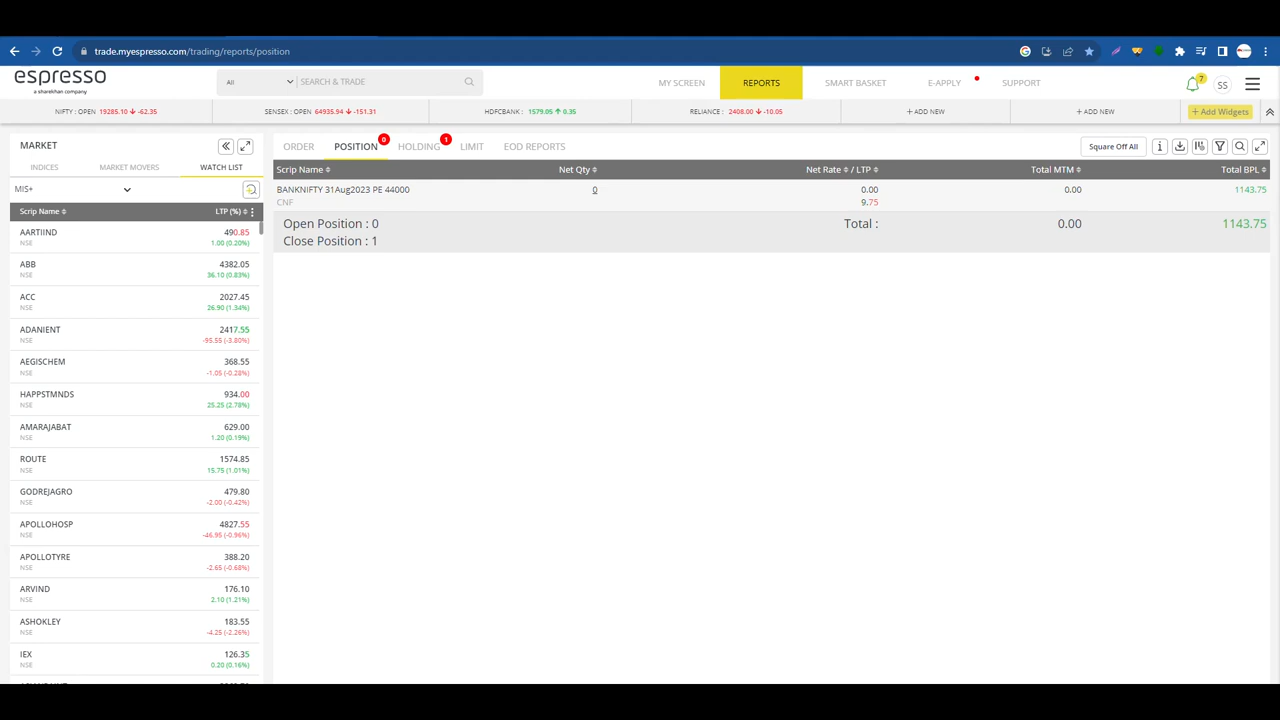 trade.myespresso.com/trading/reports/position
espresso
a sharekhan company
All
SEARCH & TRADE
MY SCREEN
REPORTS
SMART BASKET
E-APPLY
SUPPORT
7
SS
NIFTY : OPEN 19285.10 -62.35
SENSEX : OPEN 64935.94 -151.31
HDFCBANK : 1579.05 0.35
RELIANCE : 2408.00 -10.05
+ ADD NEW
+ ADD NEW
+ Add Widgets
MARKET
INDICES
MARKET MOVERS
WATCH LIST
MIS+
Scrip Name LTP (%)
AARTIIND 490.85
NSE 1.00 (0.20%)
ABB 4382.05
NSE 36.10 (0.83%)
ACC 2027.45
NSE 26.90 (1.34%)
ADANIENT 2417.55
NSE -95.55 (-3.80%)
AEGISCHEM 368.55
NSE -1.05 (-0.28%)
HAPPSTMNDS 934.00
NSE 25.25 (2.78%)
AMARAJABAT 629.00
NSE 1.20 (0.19%)
ROUTE 1574.85
NSE 15.75 (1.01%)
GODREJAGRO 479.80
NSE -2.00 (-0.42%)
APOLLOHOSP 4827.55
NSE -46.95 (-0.96%)
APOLLOTYRE 388.20
NSE -2.65 (-0.68%)
ARVIND 176.10
NSE 2.10 (1.21%)
ASHOKLEY 183.55
NSE -4.25 (-2.26%)
IEX 126.35
NSE 0.20 (0.16%)
ORDER
POSITION 0
HOLDING 1
LIMIT
EOD REPORTS
Square Off All
Scrip Name Net Qty Net Rate / LTP Total MTM Total BPL
BANKNIFTY 31Aug2023 PE 44000 0 0.00 0.00 1143.75
CNF 9.75
Open Position : 0 Total : 0.00 1143.75
Close Position : 1